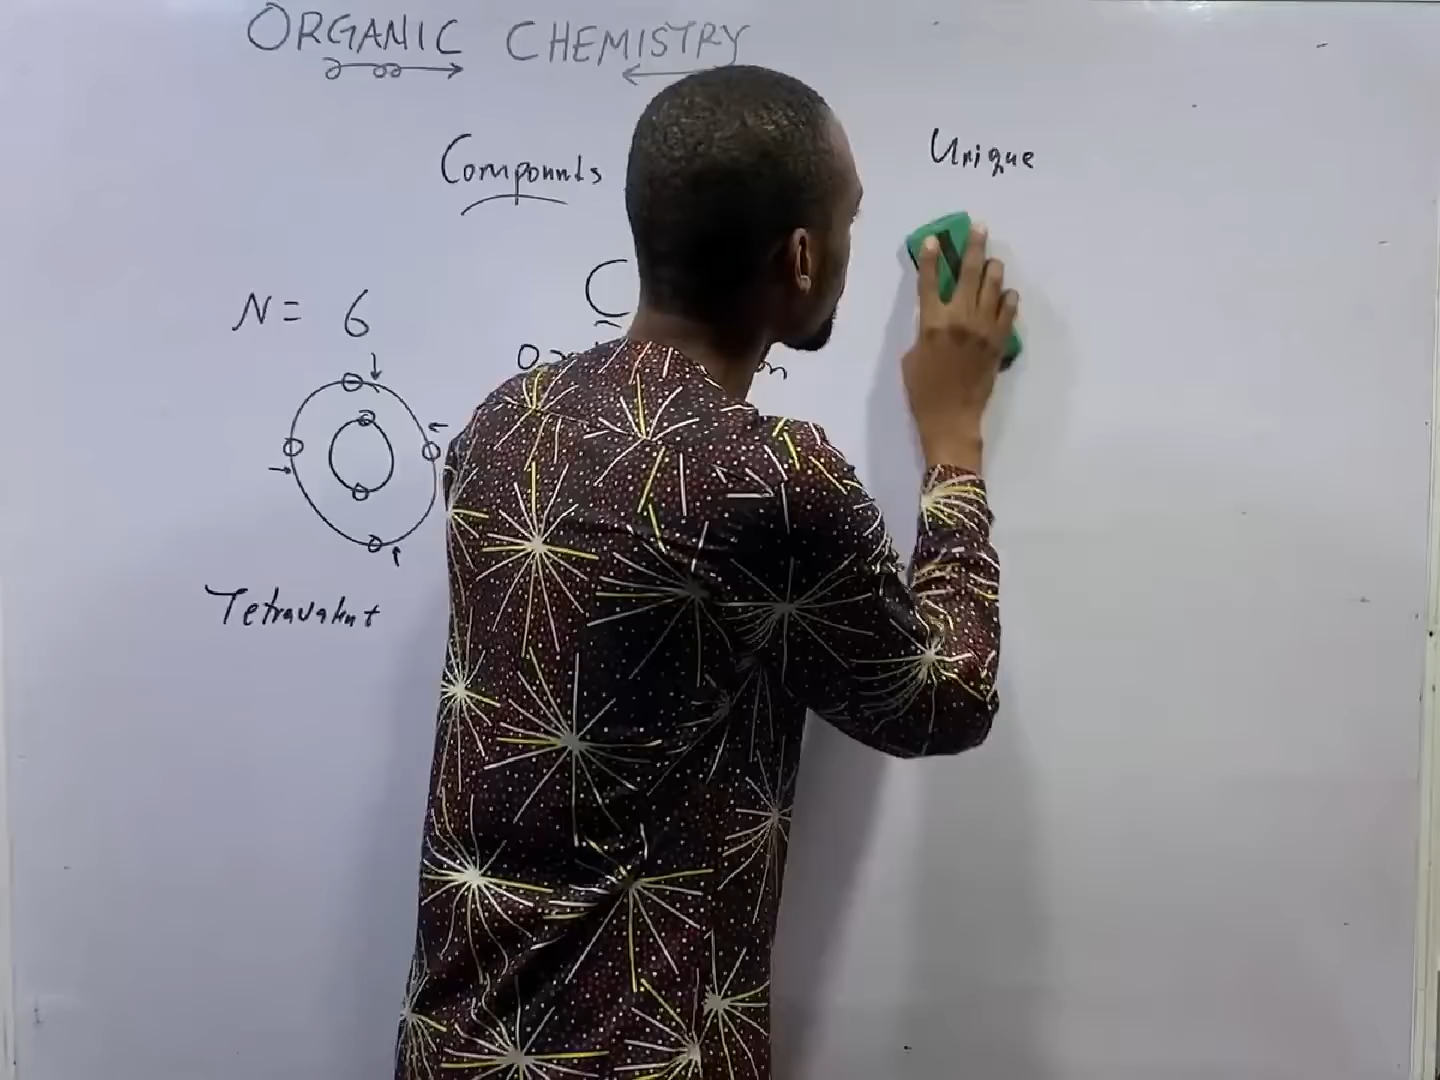 ORGANIC CHEMISTRY
Compounds
Unique
C
N = 6
Tetravalent